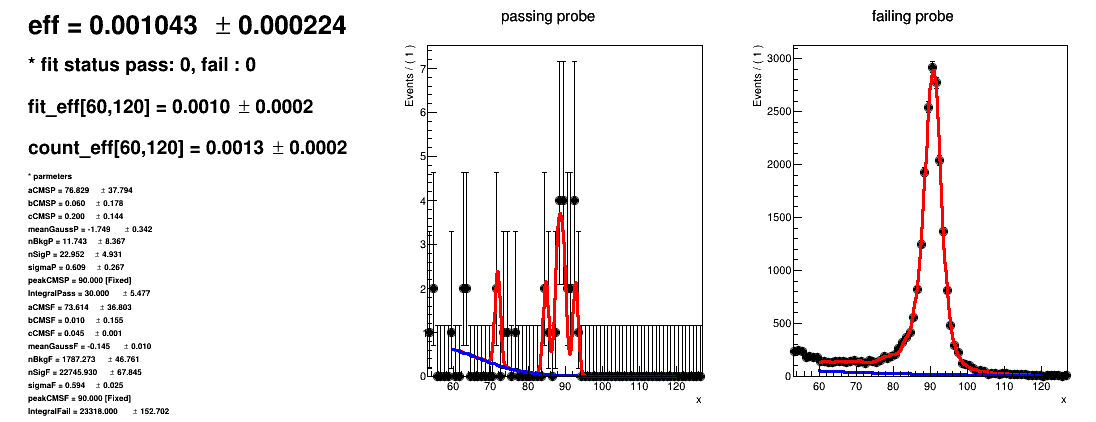 eff = 0.001043 ± 0.000224
* fit status pass: 0, fail : 0
fit_eff[60,120] = 0.0010 ± 0.0002
count_eff[60,120] = 0.0013 ± 0.0002
* parmeters
aCMSP = 76.829 ± 37.794
bCMSP = 0.060 ± 0.178
cCMSP = 0.200 ± 0.144
meanGaussP = -1.749 ± 0.342
nBkgP = 11.743 ± 8.367
nSigP = 22.952 ± 4.931
sigmaP = 0.609 ± 0.267
peakCMSP = 90.000 [Fixed]
IntegralPass = 30.000 ± 5.477
aCMSF = 73.614 ± 36.803
bCMSF = 0.010 ± 0.155
cCMSF = 0.045 ± 0.001
meanGaussF = -0.145 ± 0.010
nBkgF = 1787.273 ± 46.761
nSigF = 22745.930 ± 67.845
sigmaF = 0.594 ± 0.025
peakCMSF = 90.000 [Fixed]
IntegralFail = 23318.000 ± 152.702
passing probe
Events / ( 1 )
7
6
5
4
3
2
1
0
60 70 80 90 100 110 120
x
failing probe
Events / ( 1 )
3000
2500
2000
1500
1000
500
0
60 70 80 90 100 110 120
x